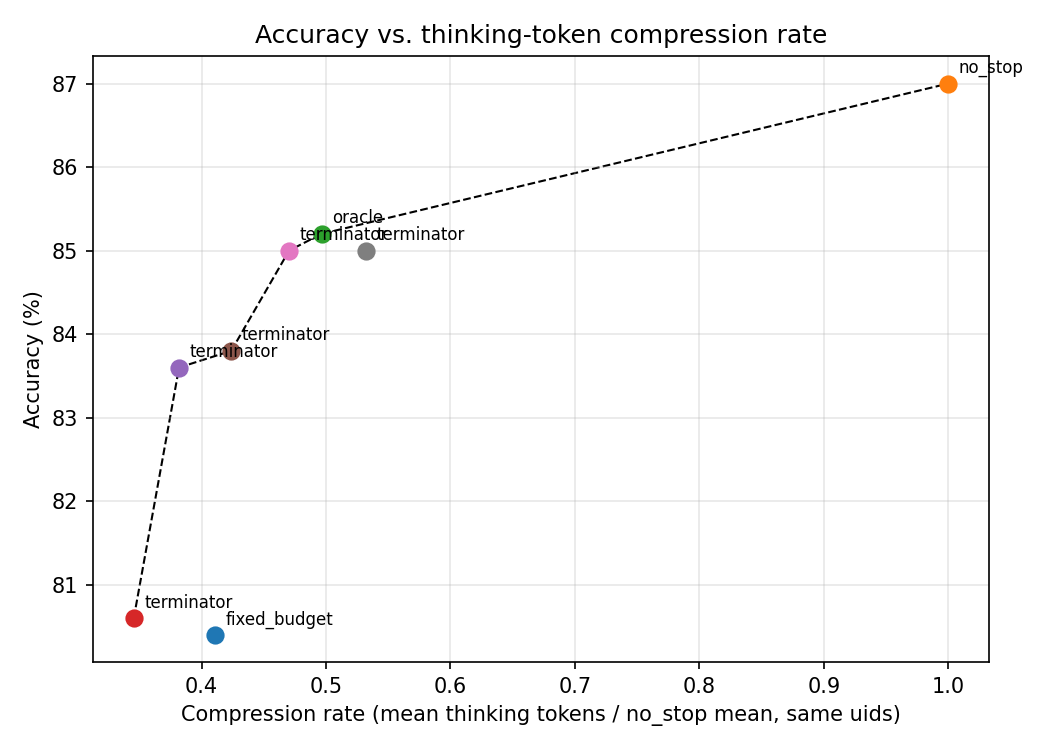 Accuracy vs. thinking-token compression rate
no_stop
87
86
oracle
terminator
terminator
85
terminator
84
terminator
83
82
81
terminator
fixed_budget
Accuracy (%)
0.4 0.5 0.6 0.7 0.8 0.9 1.0
Compression rate (mean thinking tokens / no_stop mean, same uids)